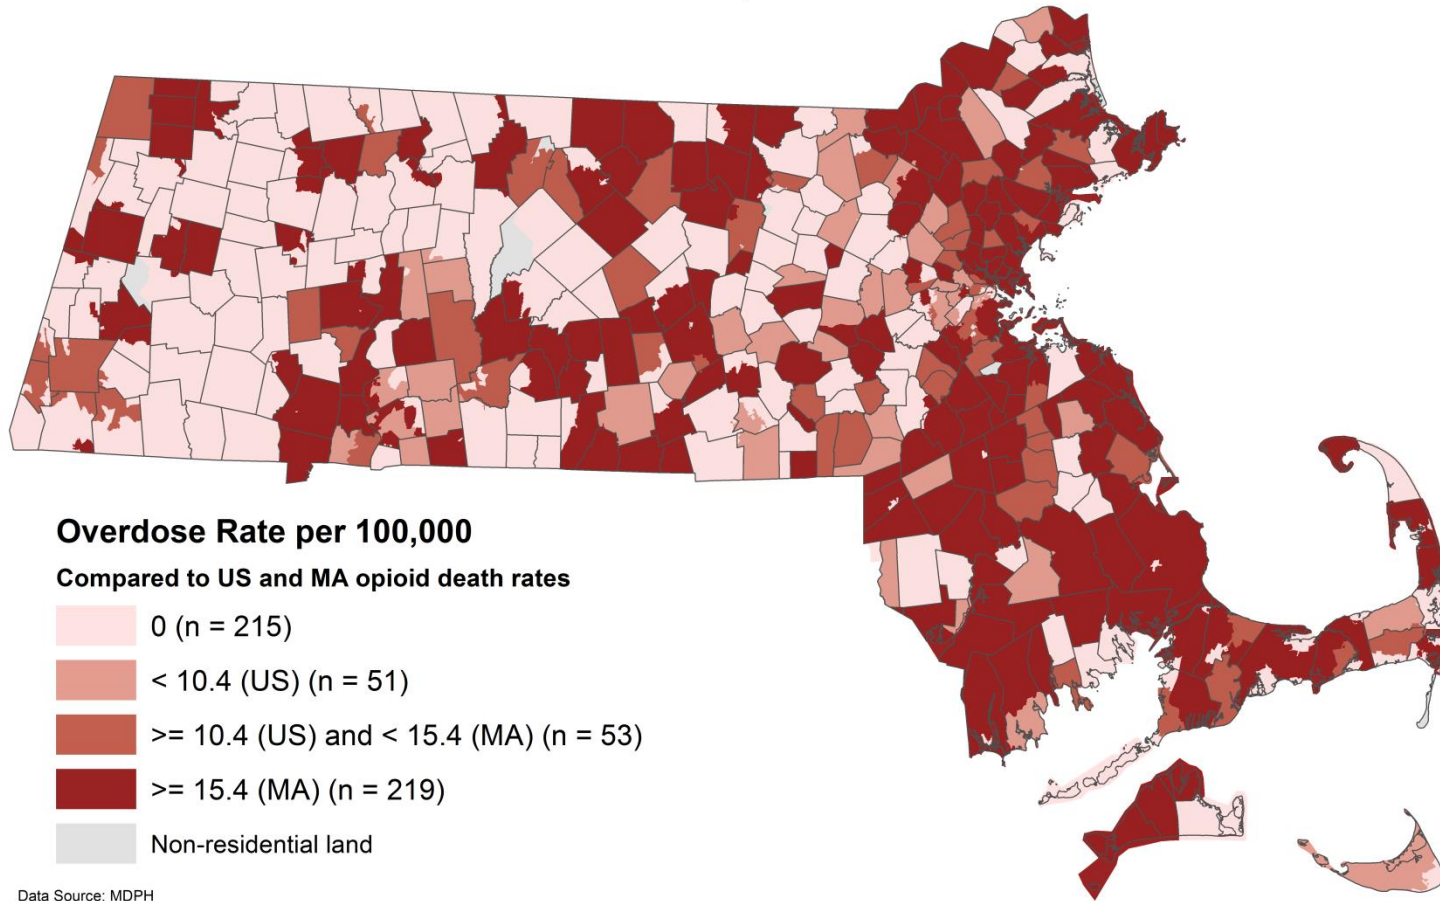 Overdose Rate per 100,000
Compared to US and MA opioid death rates
0 (n = 215)
< 10.4 (US) (n = 51)
>= 10.4 (US) and < 15.4 (MA) (n = 53)
>= 15.4 (MA) (n = 219)
Non-residential land
Data Source: MDPH